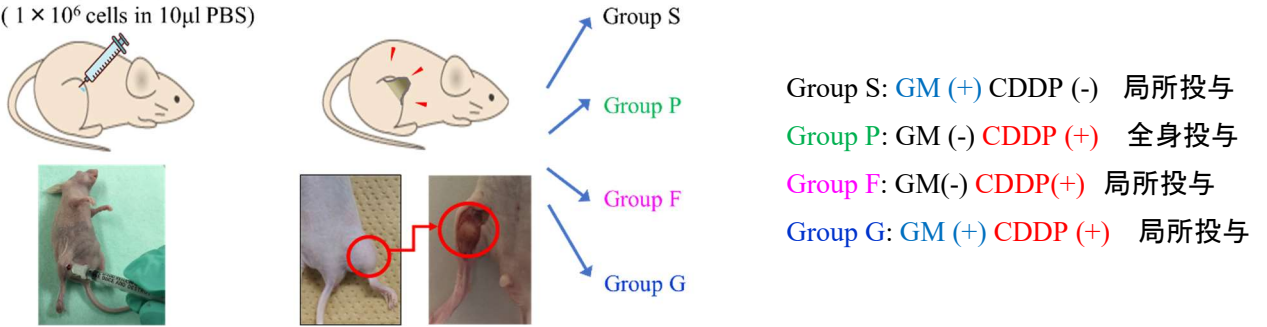 ( 1 × 10⁶ cells in 10μl PBS)
Group S
Group P
Group F
Group G
Group S: GM (+) CDDP (-) 局所投与
Group P: GM (-) CDDP (+) 全身投与
Group F: GM(-) CDDP(+) 局所投与
Group G: GM (+) CDDP (+) 局所投与